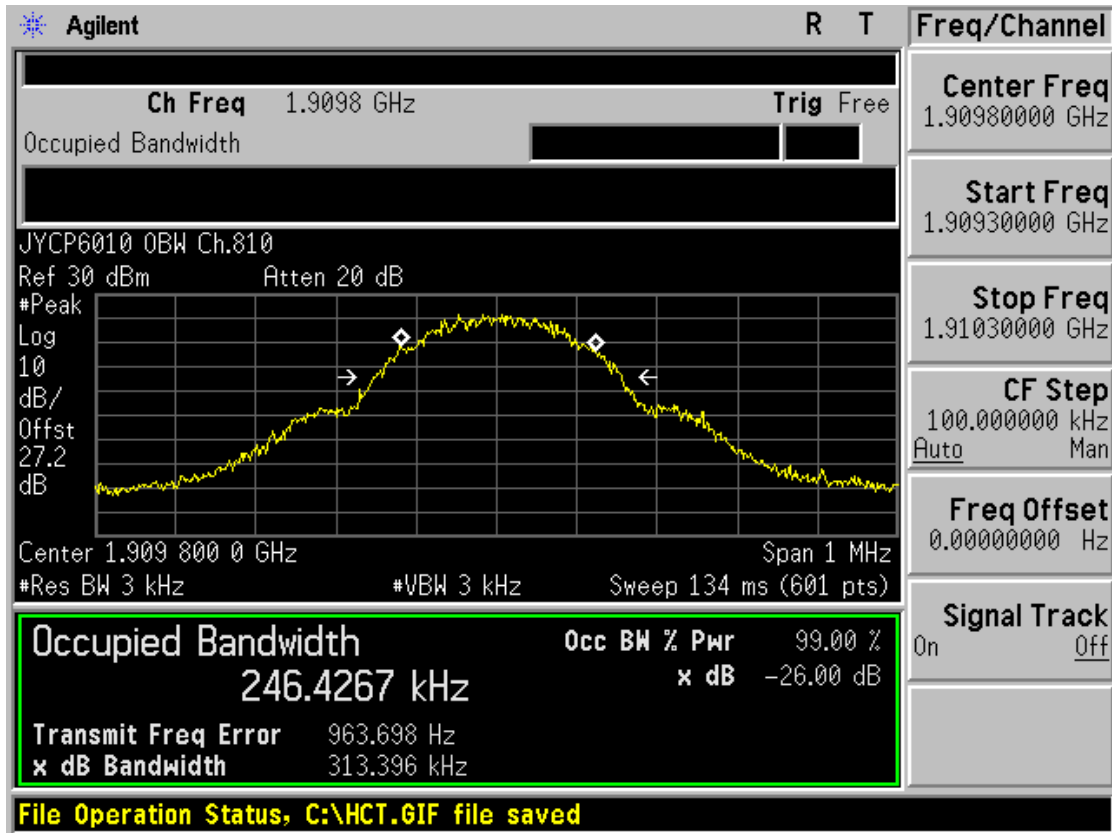 Agilent R T
Freq/Channel
Ch Freq 1.9098 GHz Trig Free
Occupied Bandwidth
JYCP6010 OBW Ch.810
Ref 30 dBm Atten 20 dB
#Peak
Log
10
dB/
Offst
27.2
dB
Center 1.909 800 0 GHz Span 1 MHz
#Res BW 3 kHz #VBW 3 kHz Sweep 134 ms (601 pts)
Occupied Bandwidth
246.4267 kHz
Occ BW % Pwr 99.00 %
x dB -26.00 dB
Transmit Freq Error 963.698 Hz
x dB Bandwidth 313.396 kHz
File Operation Status, C:\HCT.GIF file saved
Center Freq
1.90980000 GHz
Start Freq
1.90930000 GHz
Stop Freq
1.91030000 GHz
CF Step
100.000000 kHz
Auto Man
Freq Offset
0.00000000 Hz
Signal Track
On Off